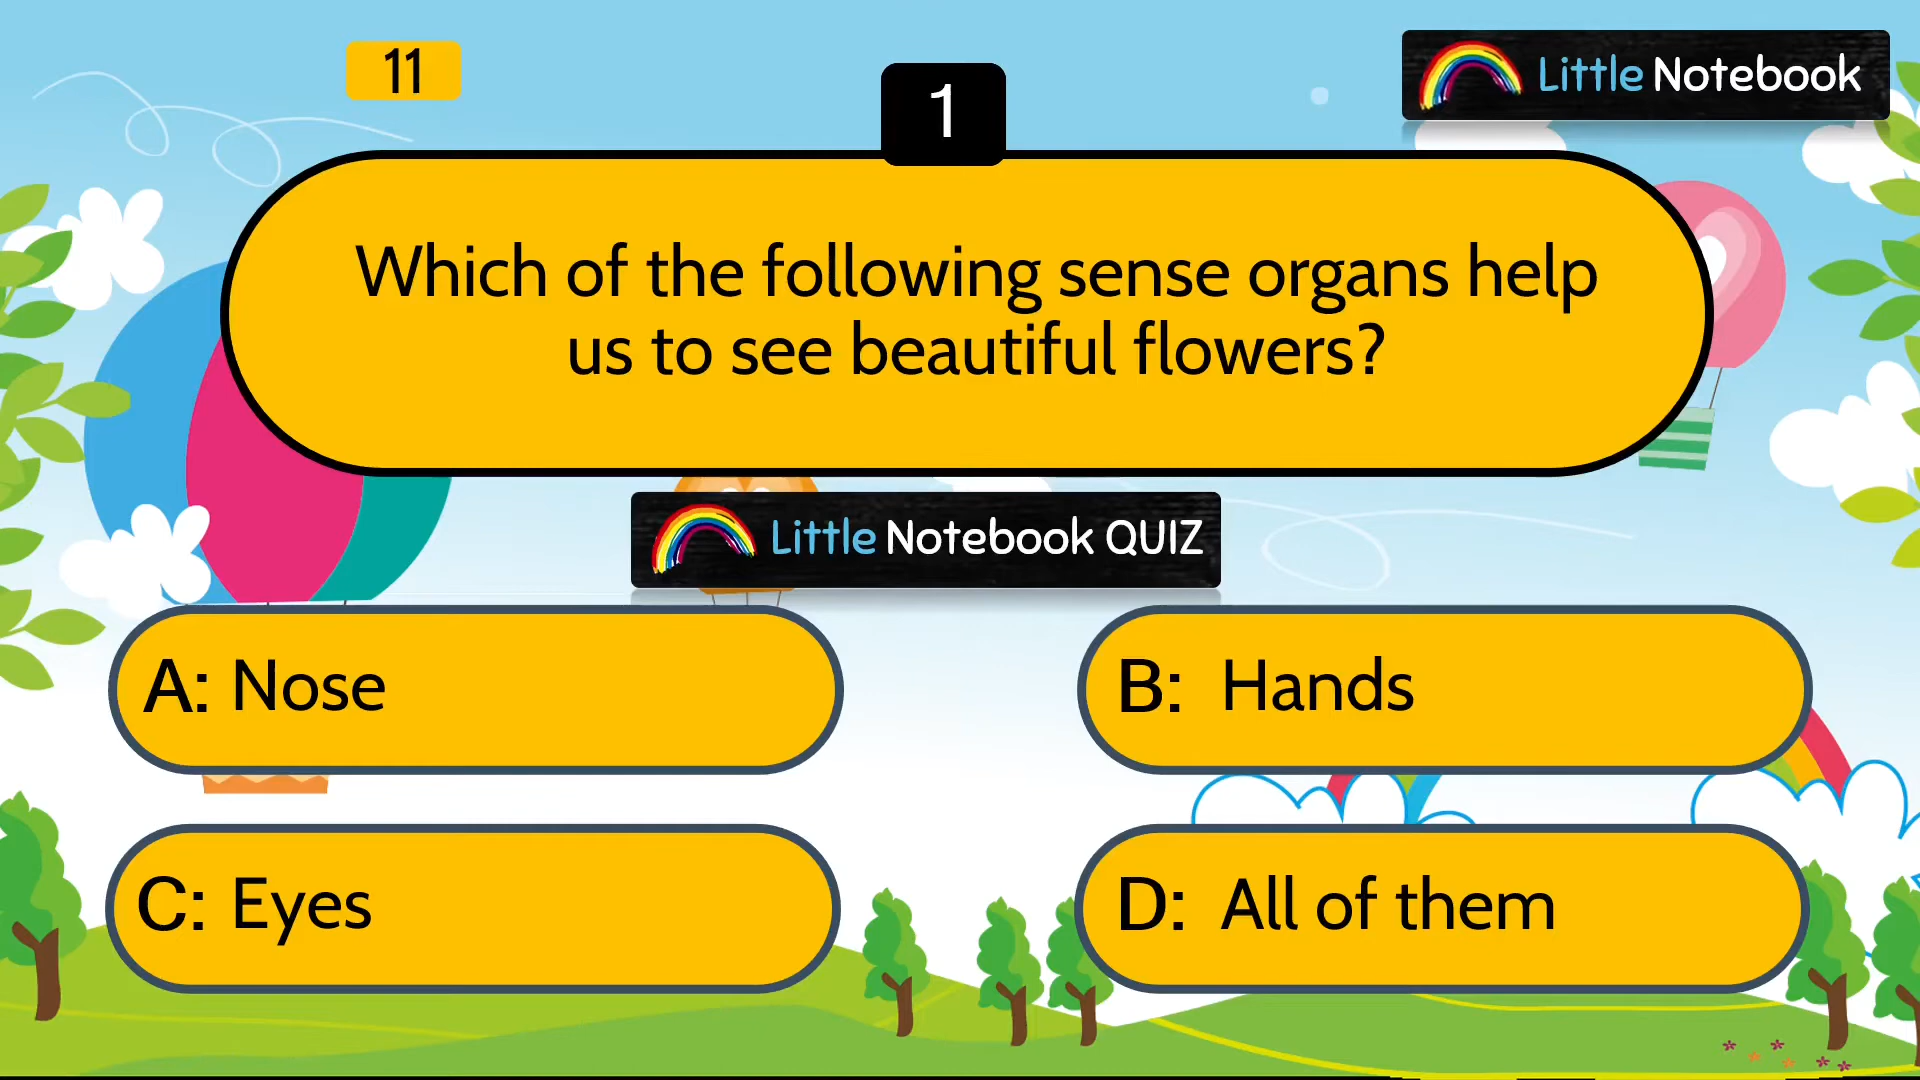 11
1
Little Notebook
Which of the following sense organs help
us to see beautiful flowers?
Little Notebook QUIZ
A: Nose
B: Hands
C: Eyes
D: All of them